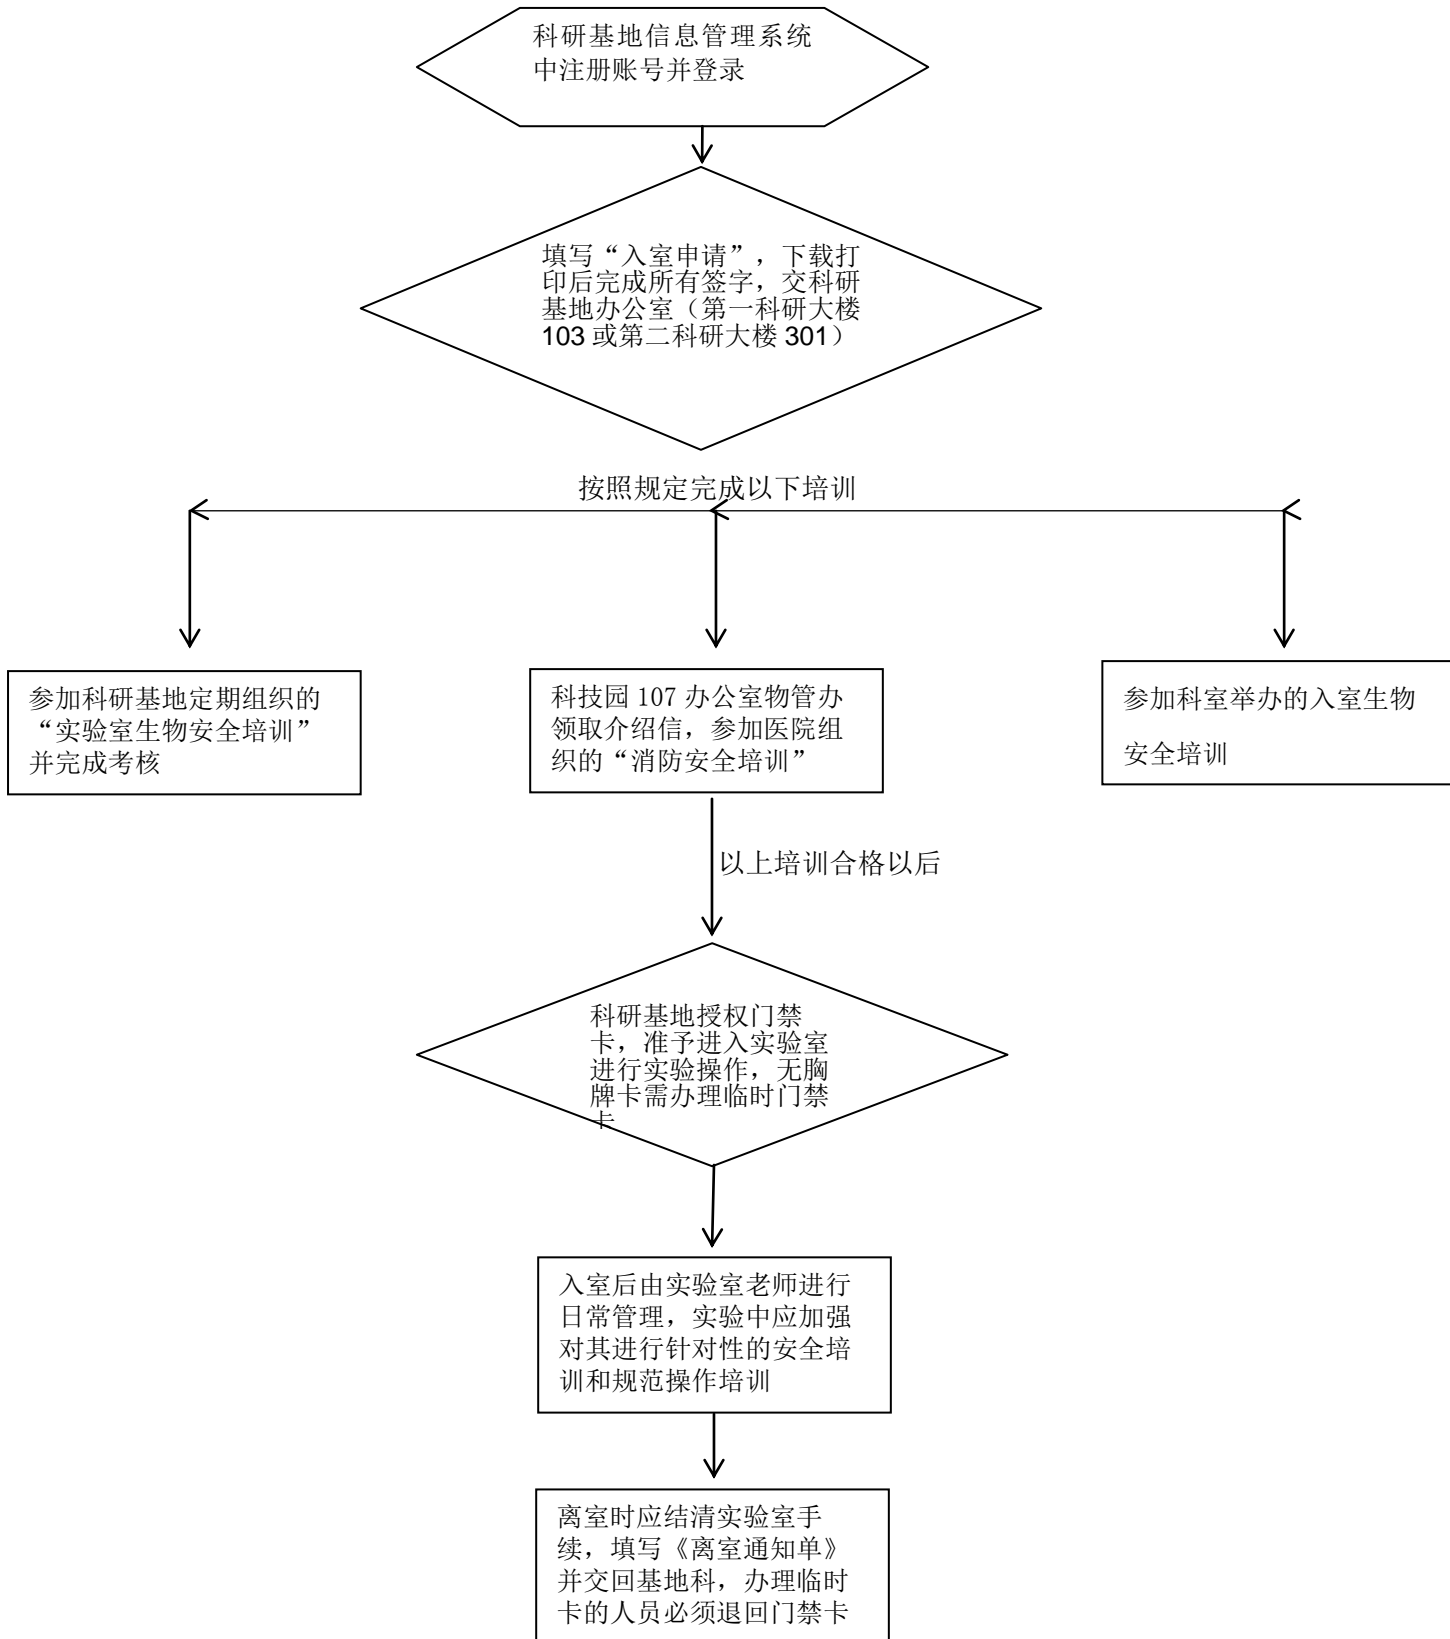 科研基地信息管理系统
中注册账号并登录
填写“入室申请”，下载打
印后完成所有签字，交科研
基地办公室（第一科研大楼
103 或第二科研大楼 301）
按照规定完成以下培训
参加科研基地定期组织的
“实验室生物安全培训”
并完成考核
科技园 107 办公室物管办
领取介绍信，参加医院组
织的“消防安全培训”
参加科室举办的入室生物
安全培训
以上培训合格以后
科研基地授权门禁
卡，准予进入实验室
进行实验操作，无胸
牌卡需办理临时门禁
卡
入室后由实验室老师进行
日常管理，实验中应加强
对其进行针对性的安全培
训和规范操作培训
离室时应结清实验室手
续，填写《离室通知单》
并交回基地科，办理临时
卡的人员必须退回门禁卡